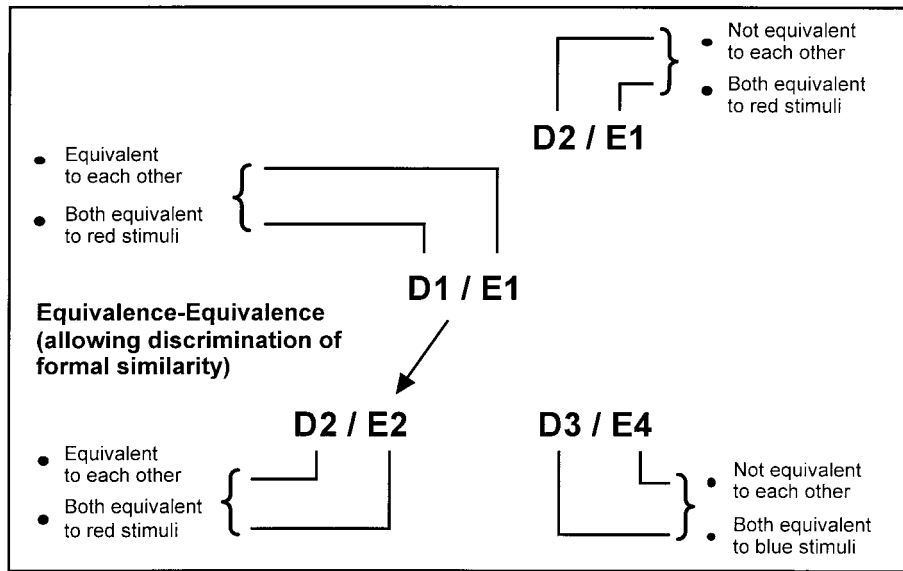 • Not equivalent
to each other
• Both equivalent
to red stimuli
D2 / E1
• Equivalent
to each other
• Both equivalent
to red stimuli
D1 / E1
Equivalence-Equivalence
(allowing discrimination of
formal similarity)
D2 / E2
D3 / E4
• Equivalent
to each other
• Both equivalent
to red stimuli
• Not equivalent
to each other
• Both equivalent
to blue stimuli